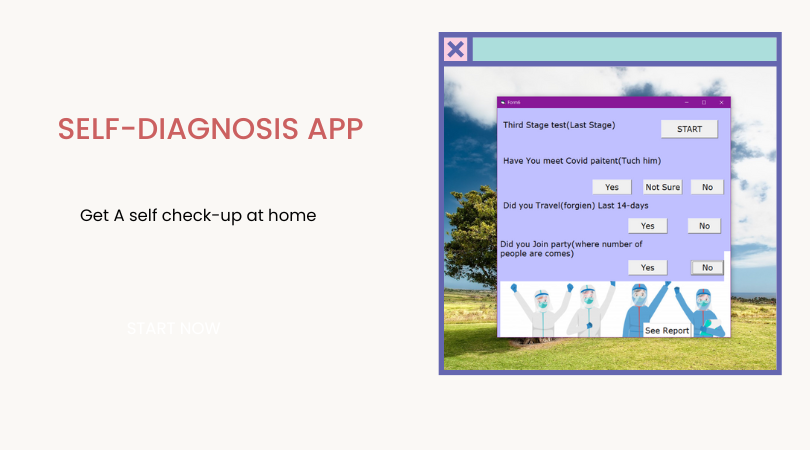 SELF-DIAGNOSIS APP
Get A self check-up at home
START NOW
Form6
Third Stage test(Last Stage)
START
Have You meet Covid paitent(Tuch him)
Yes Not Sure No
Did you Travel(forgien) Last 14-days
Yes No
Did you Join party(where number of
people are comes)
Yes No
See Report